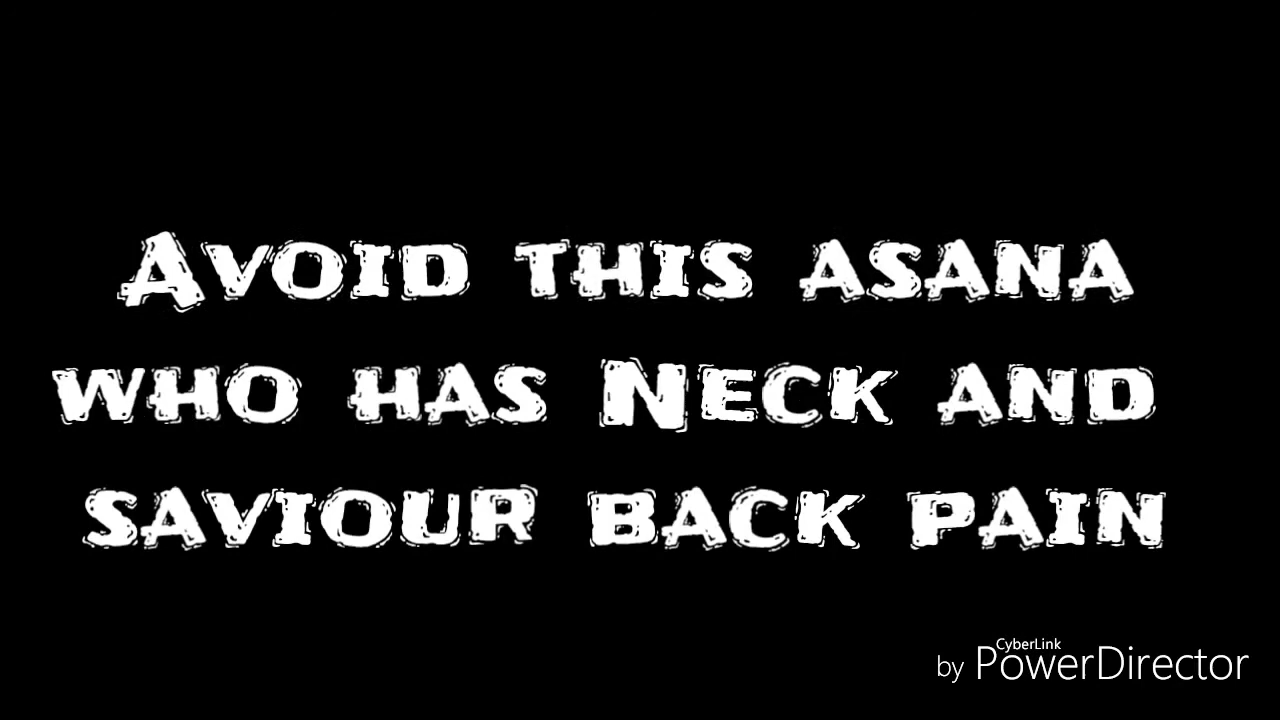 Avoid this asana
who has Neck and
saviour back pain
by CyberLink PowerDirector